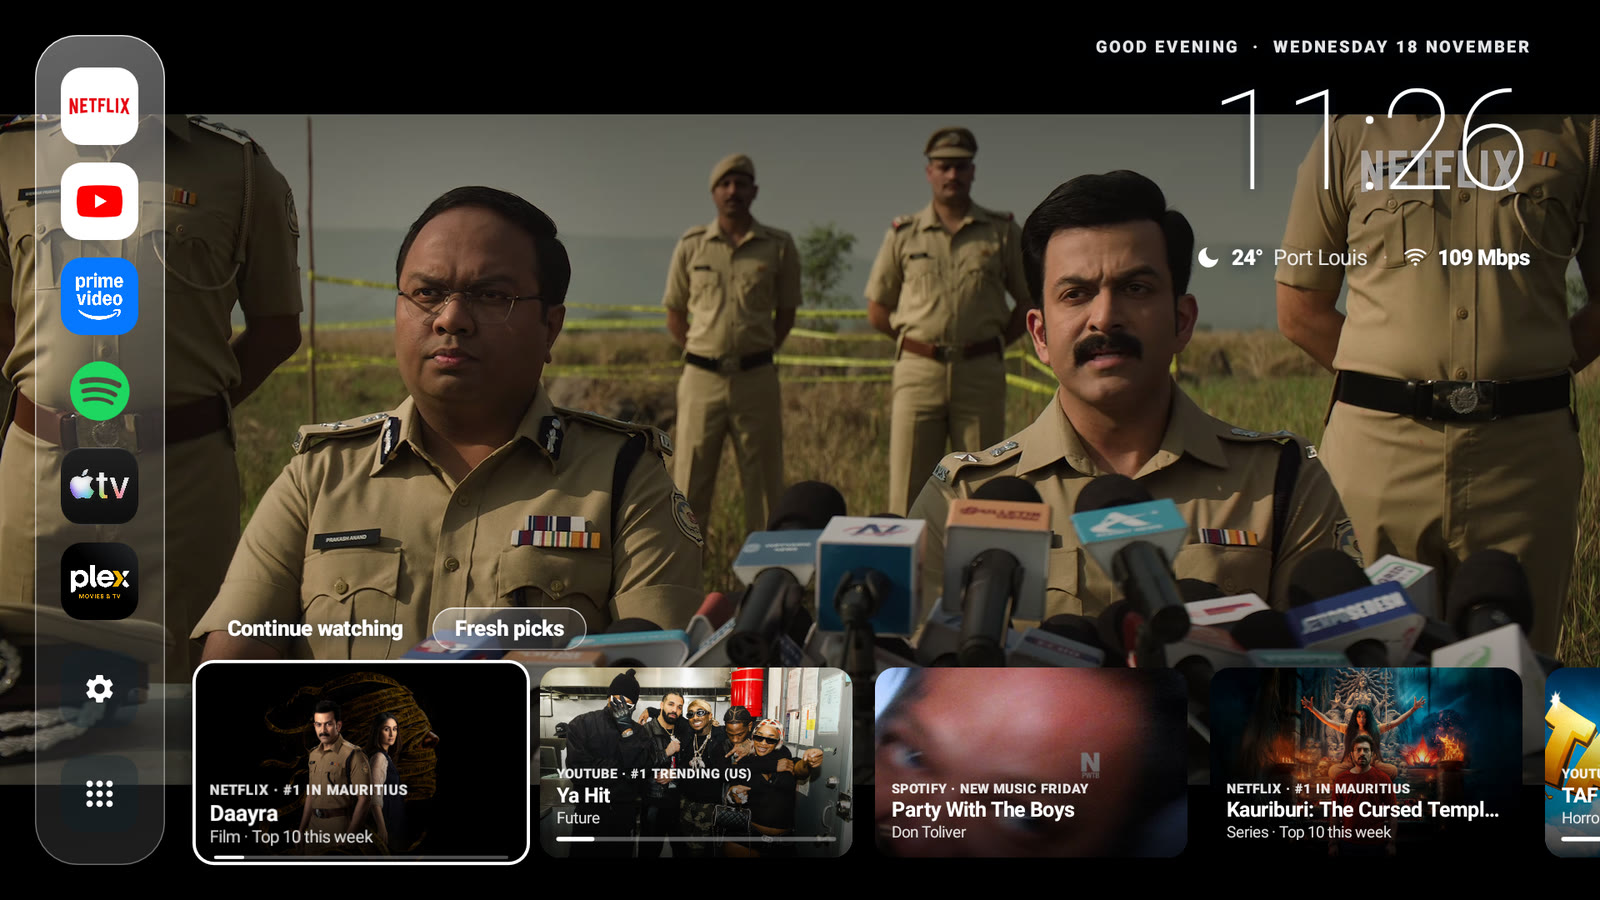 GOOD EVENING · WEDNESDAY 18 NOVEMBER
11:26
NETFLIX
24° Port Louis · 109 Mbps
NETFLIX
prime
video
tv
plex
MOVIES & TV
PRAKASH ANAND
Continue watching
Fresh picks
NETFLIX · #1 IN MAURITIUS
Daayra
Film · Top 10 this week
YOUTUBE · #1 TRENDING (US)
Ya Hit
Future
N
PWTB
SPOTIFY · NEW MUSIC FRIDAY
Party With The Boys
Don Toliver
NETFLIX · #1 IN MAURITIUS
Kauriburi: The Cursed Templ...
Series · Top 10 this week
YOUTU
TAF
Horro